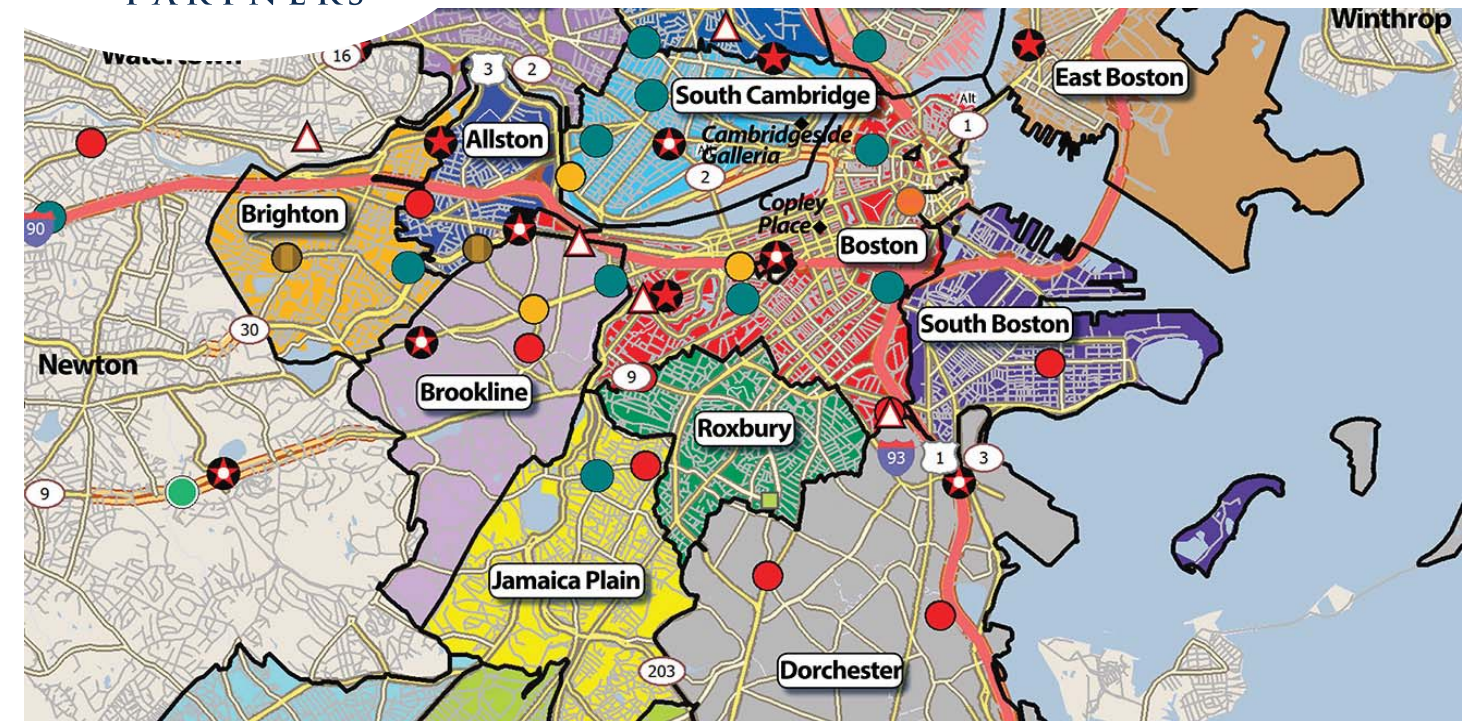 PARTNERS
Winthrop
Watertown
16
3
2
East Boston
South Cambridge
Alt
1
Allston
Cambridgeside
Galleria
2
Brighton
Copley
Place
Boston
90
South Boston
30
Newton
9
Brookline
Roxbury
93
1
3
9
Jamaica Plain
203
Dorchester